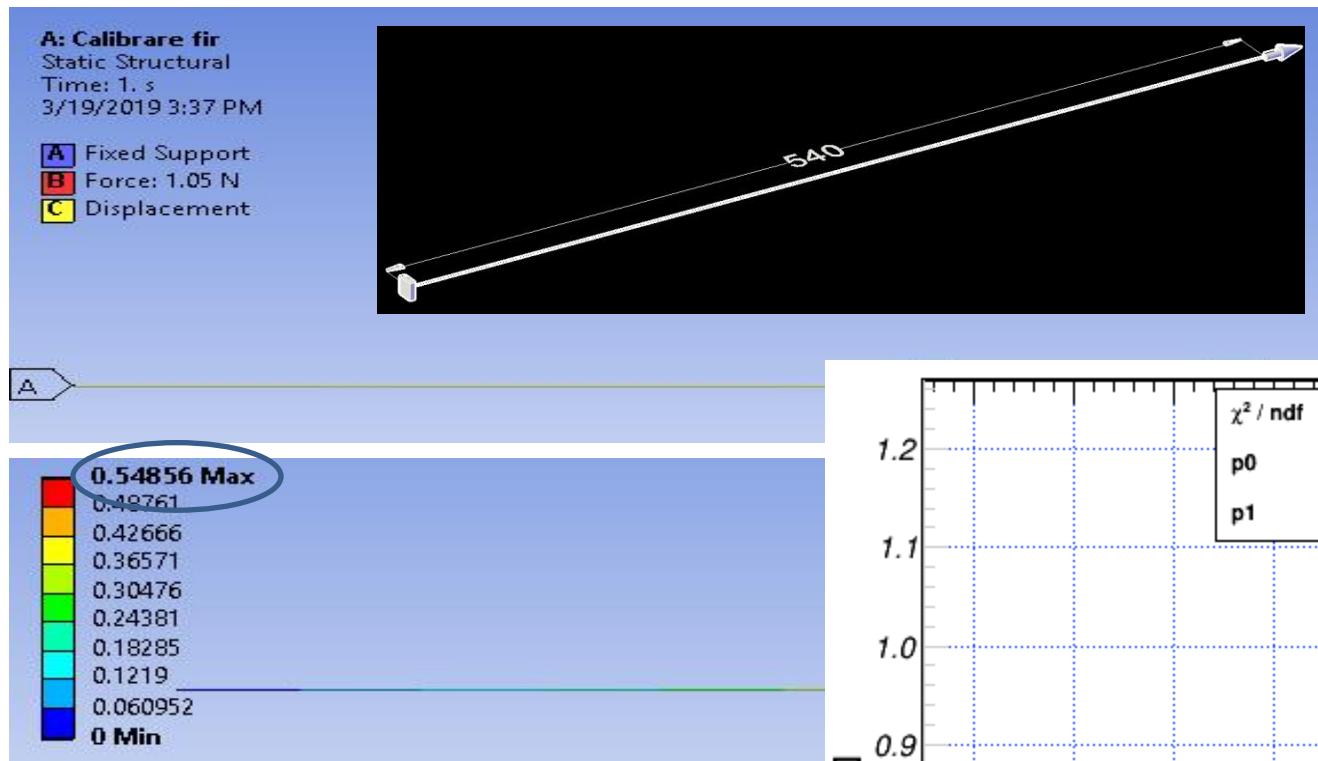 A: Calibrare fir
Static Structural
Time: 1. s
3/19/2019 3:37 PM
A Fixed Support
B Force: 1.05 N
C Displacement
540
A
0.54856 Max
0.48761
0.42666
0.36571
0.30476
0.24381
0.18285
0.1219
0.060952
0 Min
χ² / ndf
p0
p1
1.2
1.1
1.0
0.9